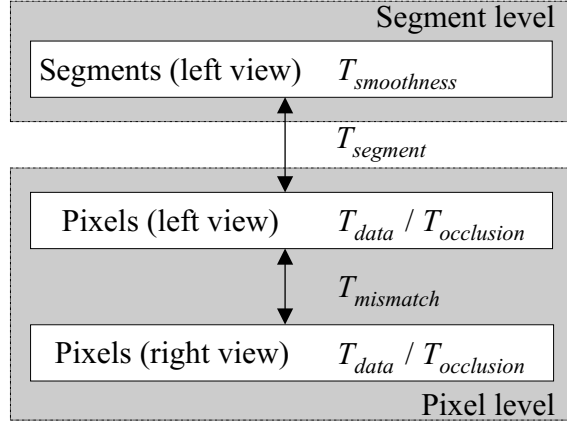 Segment level
Segments (left view) T_smoothness
T_segment
Pixels (left view) T_data / T_occlusion
T_mismatch
Pixels (right view) T_data / T_occlusion
Pixel level